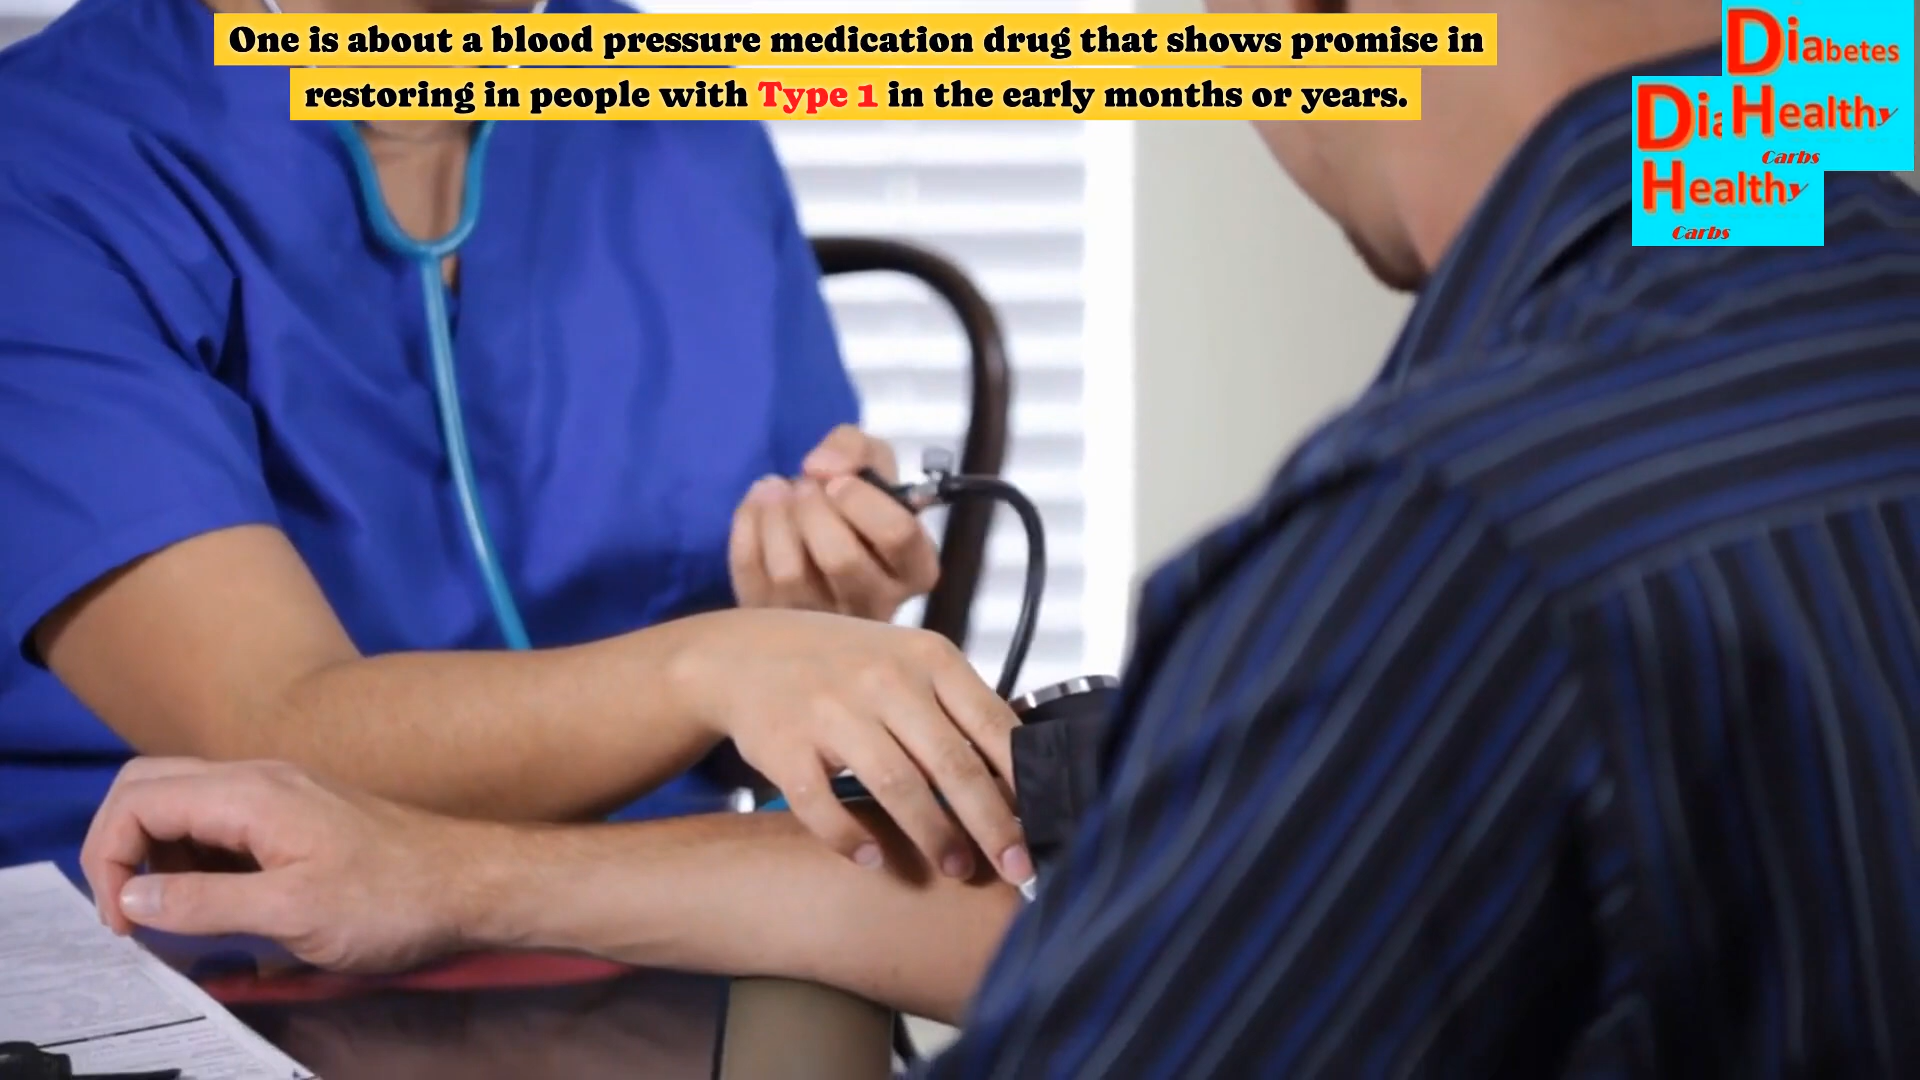 One is about a blood pressure medication drug that shows promise in
restoring in people with Type 1 in the early months or years.
Diabetes
Healthy
Carbs
Dia
Healthy
Carbs